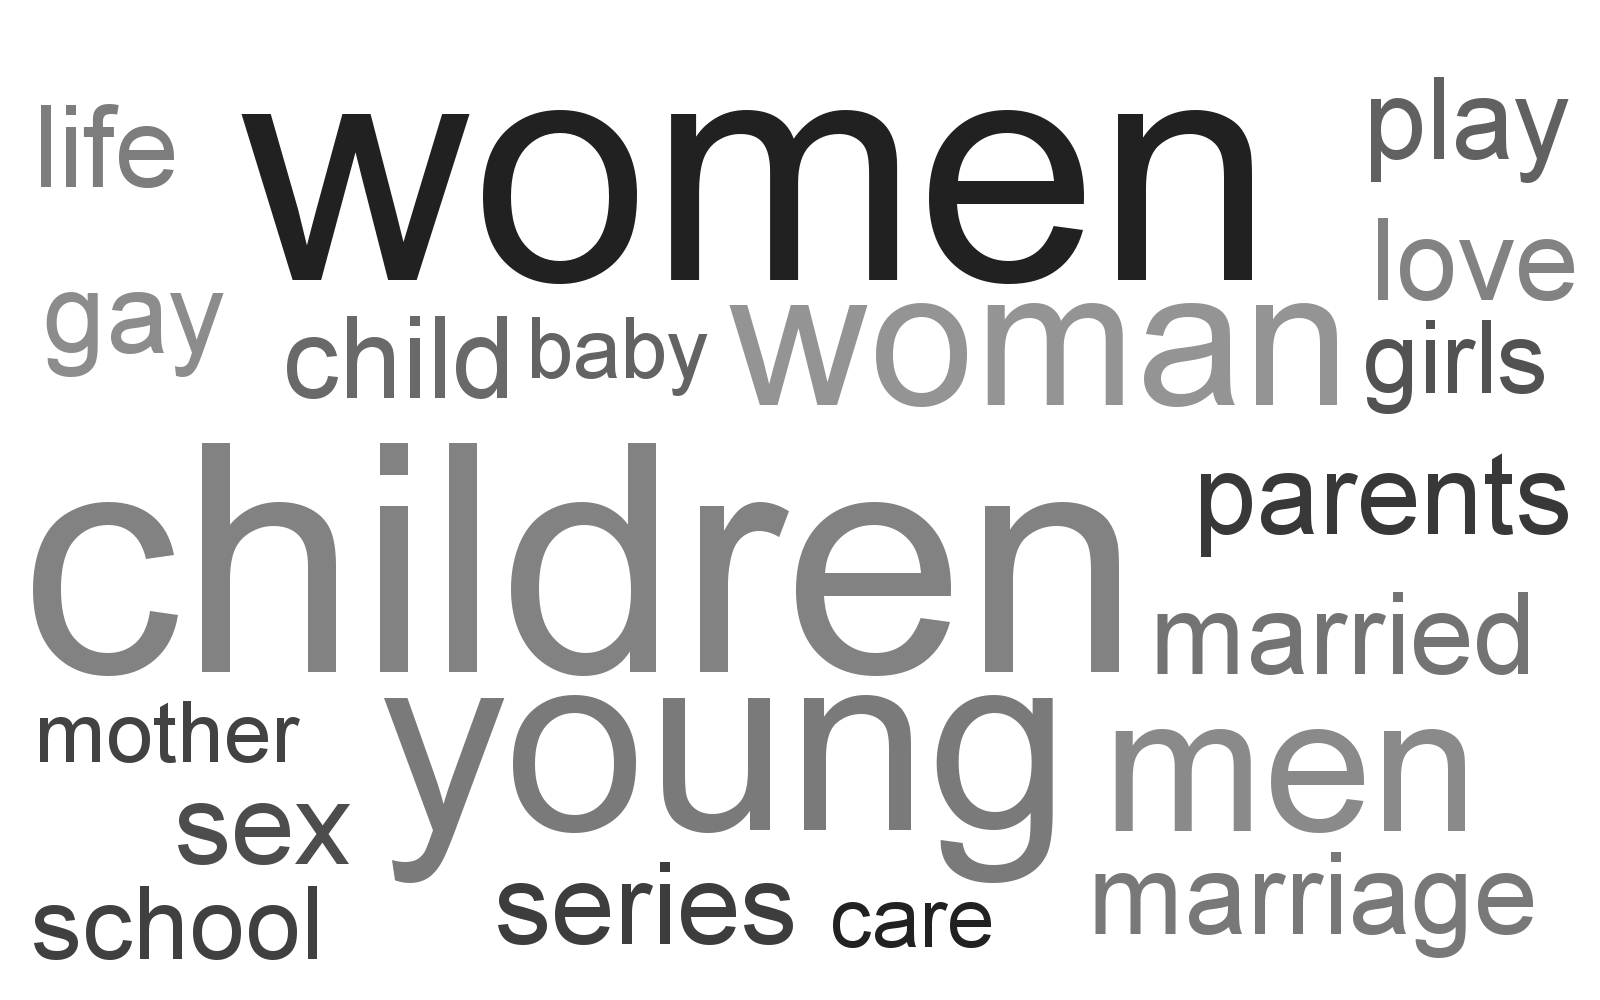 life
women
play
love
gay
child
baby
woman
girls
children
parents
married
mother
young
men
sex
school
series
care
marriage